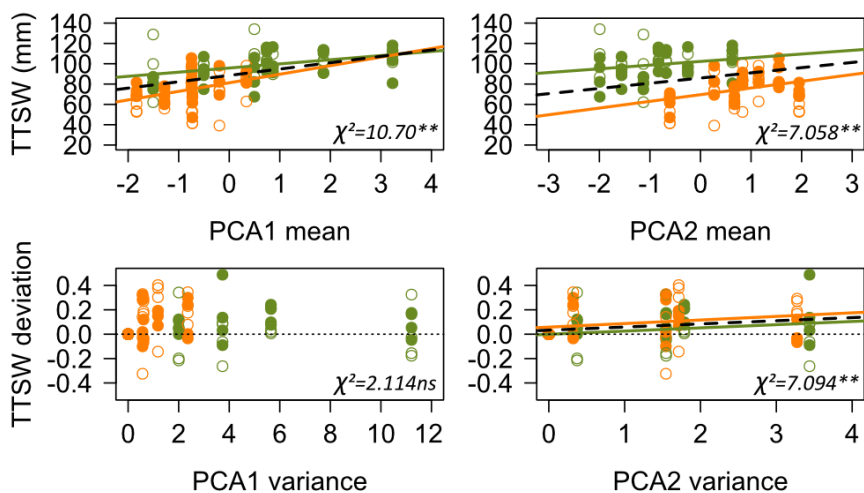 TTSW (mm)
140
120
100
80
60
40
20
χ²=10.70**
-2 -1 0 1 2 3 4
PCA1 mean
140
120
100
80
60
40
20
χ²=7.058**
-3 -2 -1 0 1 2 3
PCA2 mean
TTSW deviation
0.4
0.2
0.0
-0.2
-0.4
χ²=2.114ns
0 2 4 6 8 10 12
PCA1 variance
0.4
0.2
0.0
-0.2
-0.4
χ²=7.094**
0 1 2 3 4
PCA2 variance